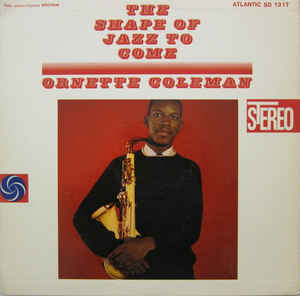 THE
SHAPE OF
JAZZ TO
COME
ATLANTIC SD 1317
ORNETTE COLEMAN
STEREO